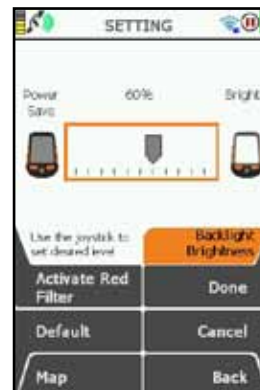 SETTING
Power Save
60%
Bright
Use the joystick to
set desired level
Backlight
Brightness
Activate Red
Filter
Done
Default
Cancel
Map
Back